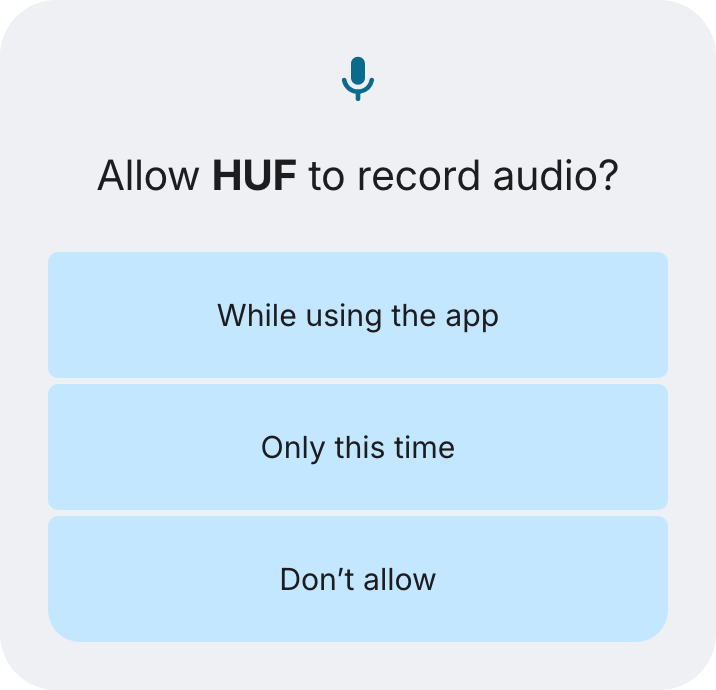 Allow HUF to record audio?
While using the app
Only this time
Don’t allow